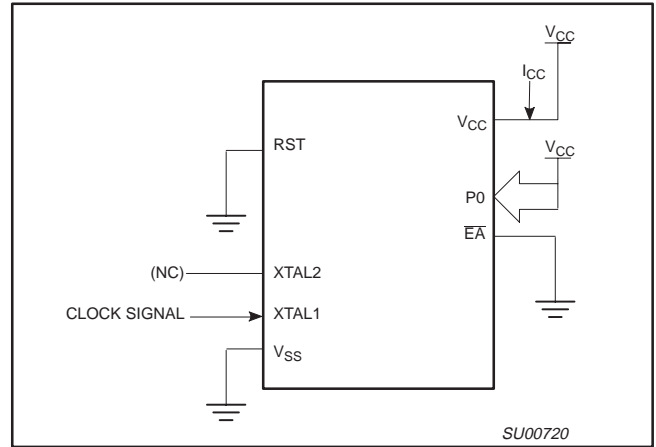 VCC
ICC
VCC
RST
VCC
P0
EA
(NC)
XTAL2
CLOCK SIGNAL
XTAL1
VSS
SU00720